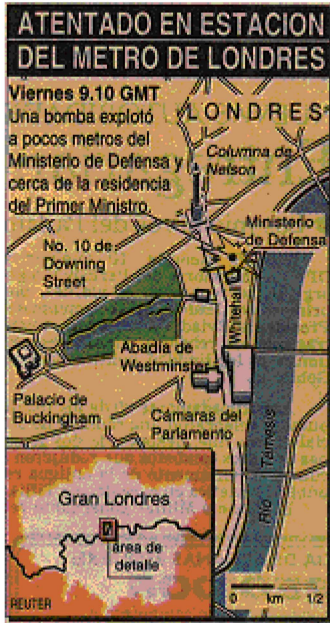 ATENTADO EN ESTACION
DEL METRO DE LONDRES
Viernes 9.10 GMT
Una bomba explotó
a pocos metros del
Ministerio de Defensa y
cerca de la residencia
del Primer Ministro.
LONDRES
Columna de
Nelson
Ministerio
de Defensa
No. 10 de
Downing
Street
Whitehall
Abadía de
Westminster
Palacio de
Buckingham
Cámaras del
Parlamento
Río Támesis
Gran Londres
área de
detalle
REUTER
0 km 1/2